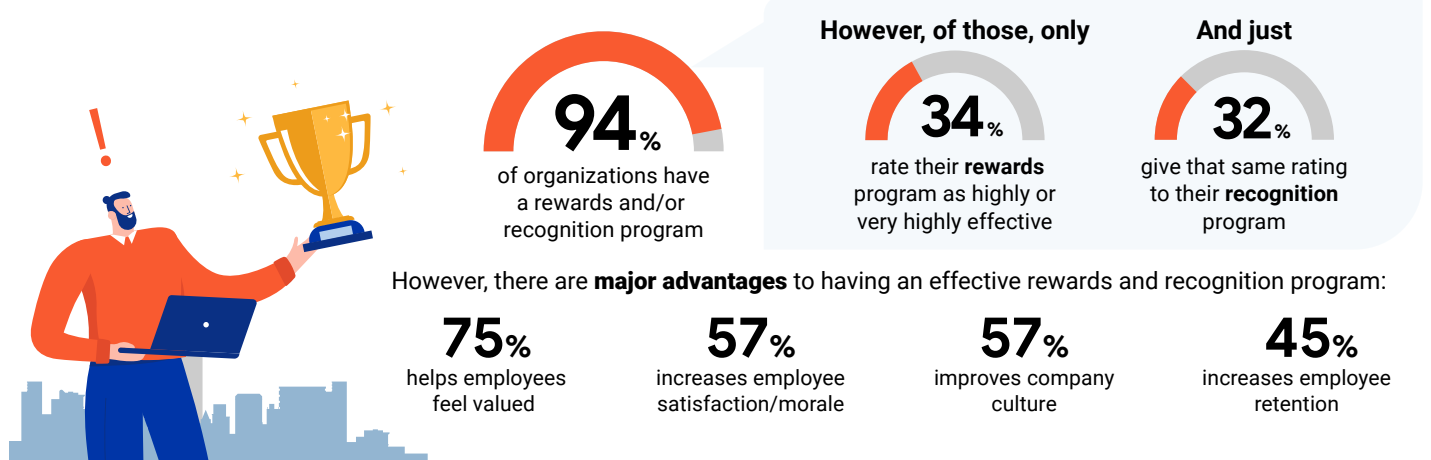 94%
of organizations have
a rewards and/or
recognition program
However, of those, only
34%
rate their rewards
program as highly or
very highly effective
And just
32%
give that same rating
to their recognition
program
However, there are major advantages to having an effective rewards and recognition program:
75%
helps employees
feel valued
57%
increases employee
satisfaction/morale
57%
improves company
culture
45%
increases employee
retention